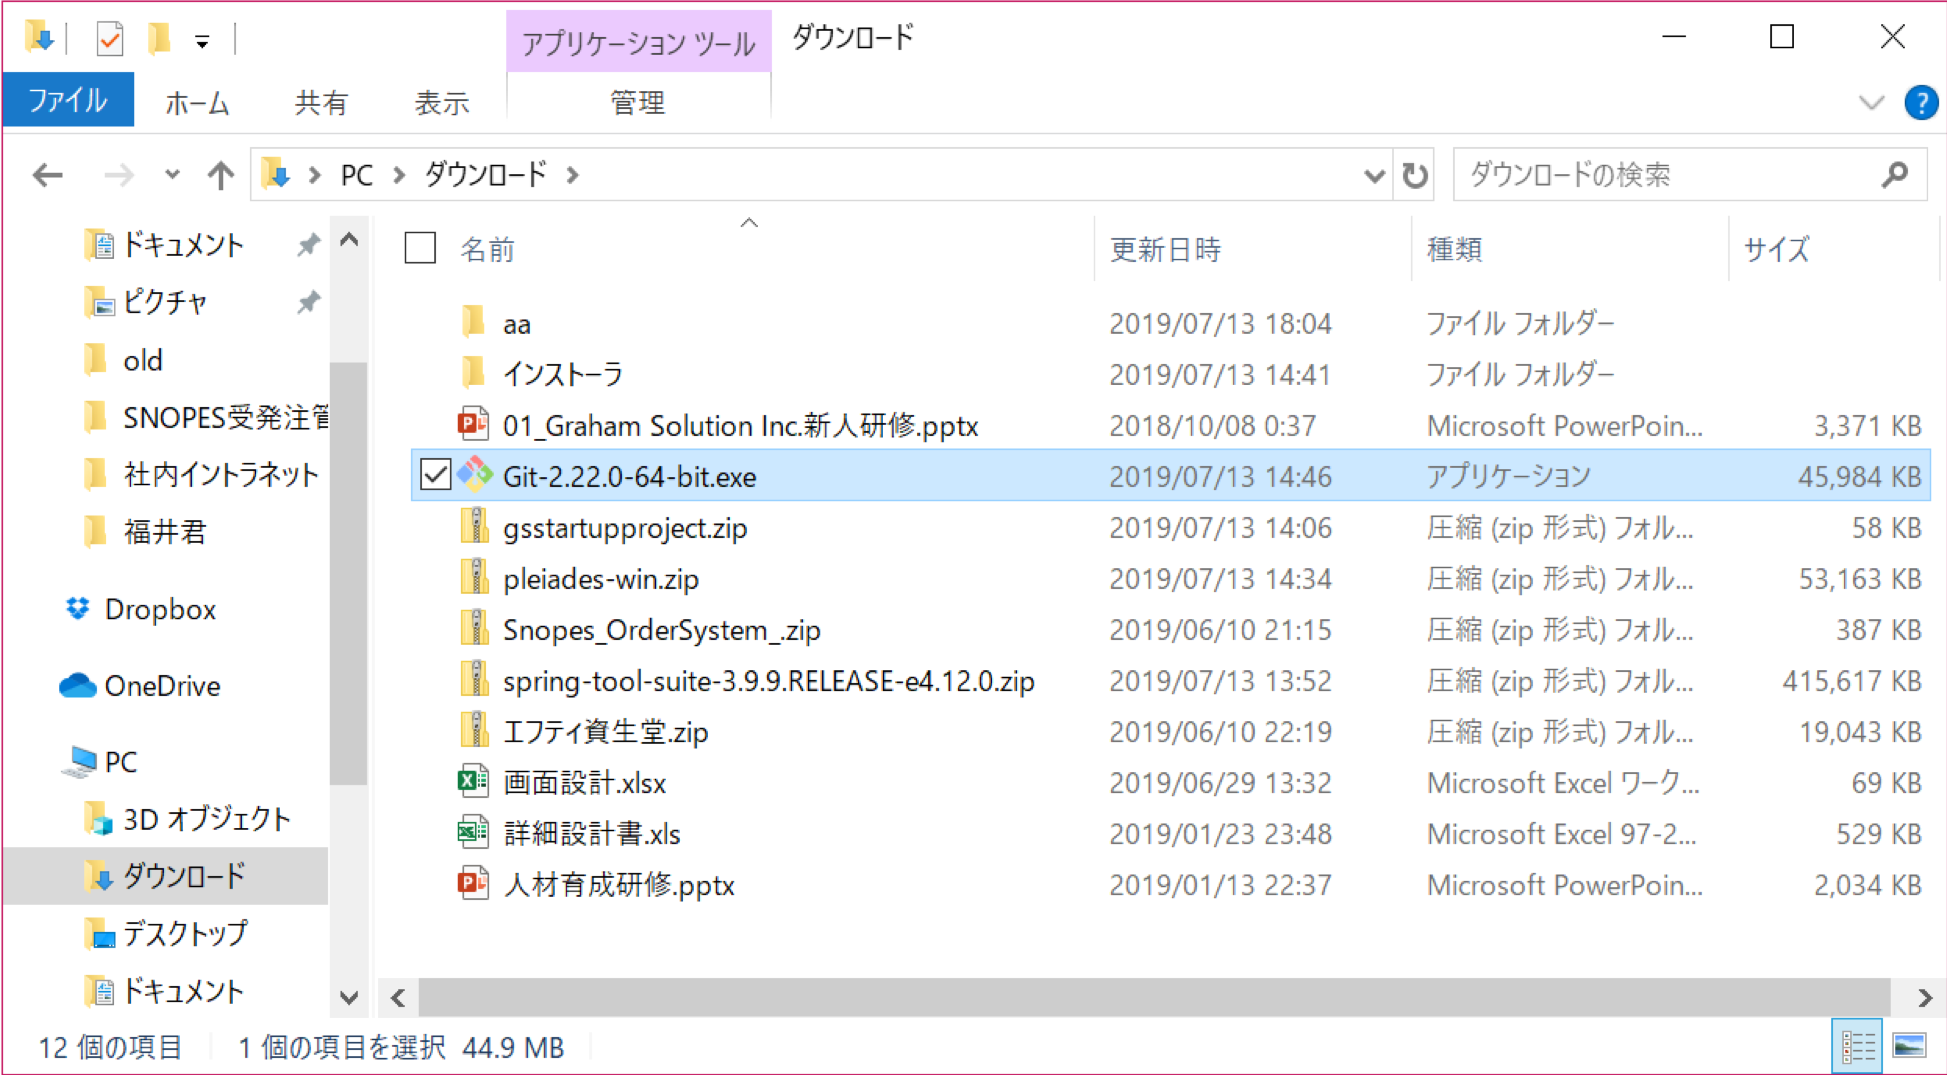 アプリケーション ツール ダウンロード
ファイル ホーム 共有 表示 管理 ?
PC ダウンロード ダウンロードの検索
名前 更新日時 種類 サイズ
ドキュメント
ピクチャ
old
SNOPES受発注管
社内イントラネット
福井君
Dropbox
OneDrive
PC
3D オブジェクト
ダウンロード
デスクトップ
ドキュメント
aa 2019/07/13 18:04 ファイル フォルダー
インストーラ 2019/07/13 14:41 ファイル フォルダー
01_Graham Solution Inc.新人研修.pptx 2018/10/08 0:37 Microsoft PowerPoin... 3,371 KB
Git-2.22.0-64-bit.exe 2019/07/13 14:46 アプリケーション 45,984 KB
gsstartupproject.zip 2019/07/13 14:06 圧縮 (zip 形式) フォル... 58 KB
pleiades-win.zip 2019/07/13 14:34 圧縮 (zip 形式) フォル... 53,163 KB
Snopes_OrderSystem_.zip 2019/06/10 21:15 圧縮 (zip 形式) フォル... 387 KB
spring-tool-suite-3.9.9.RELEASE-e4.12.0.zip 2019/07/13 13:52 圧縮 (zip 形式) フォル... 415,617 KB
エフティ資生堂.zip 2019/06/10 22:19 圧縮 (zip 形式) フォル... 19,043 KB
画面設計.xlsx 2019/06/29 13:32 Microsoft Excel ワーク... 69 KB
詳細設計書.xls 2019/01/23 23:48 Microsoft Excel 97-2... 529 KB
人材育成研修.pptx 2019/01/13 22:37 Microsoft PowerPoin... 2,034 KB
12 個の項目 1 個の項目を選択 44.9 MB